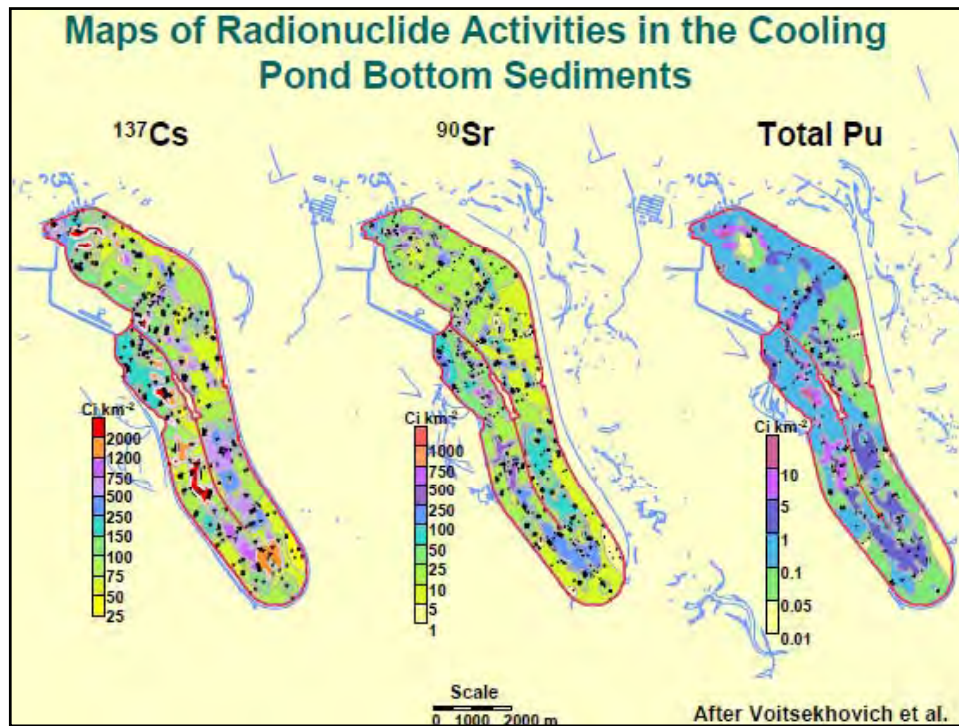 Maps of Radionuclide Activities in the Cooling
Pond Bottom Sediments
¹³⁷Cs
⁹⁰Sr
Total Pu
Ci km⁻²
2000
1200
750
500
250
150
100
75
50
25
Ci km⁻²
1000
750
500
250
100
50
25
10
5
1
Ci km⁻²
10
5
1
0.1
0.05
0.01
Scale
0 1000 2000 m
After Voitsekhovich et al.